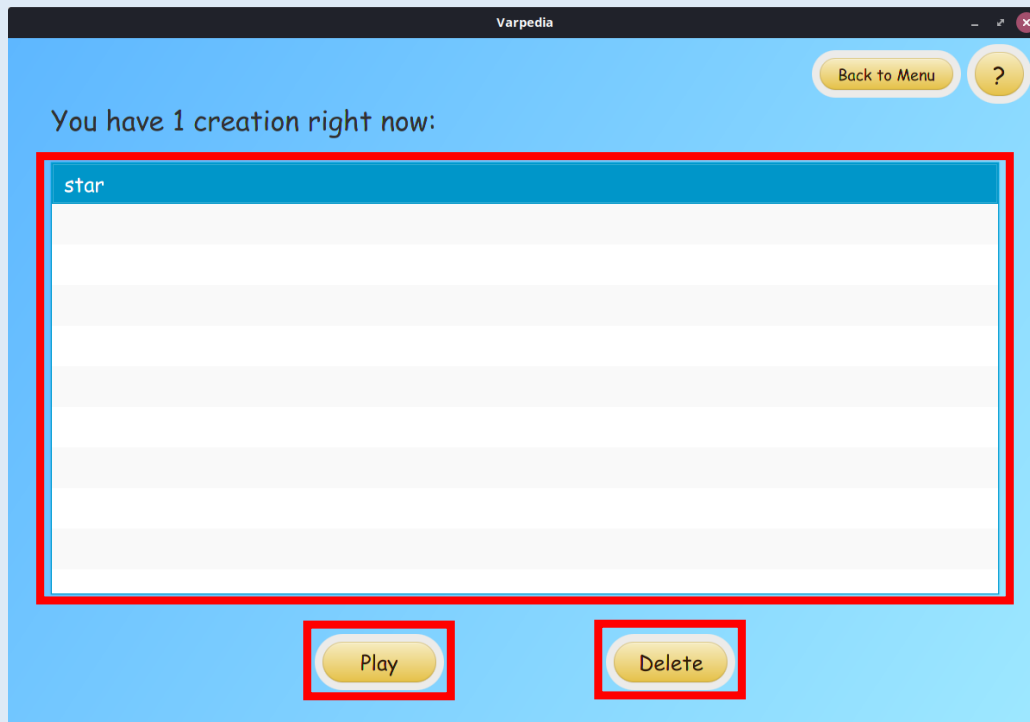 Varpedia
Back to Menu
?
You have 1 creation right now:
star
Play
Delete